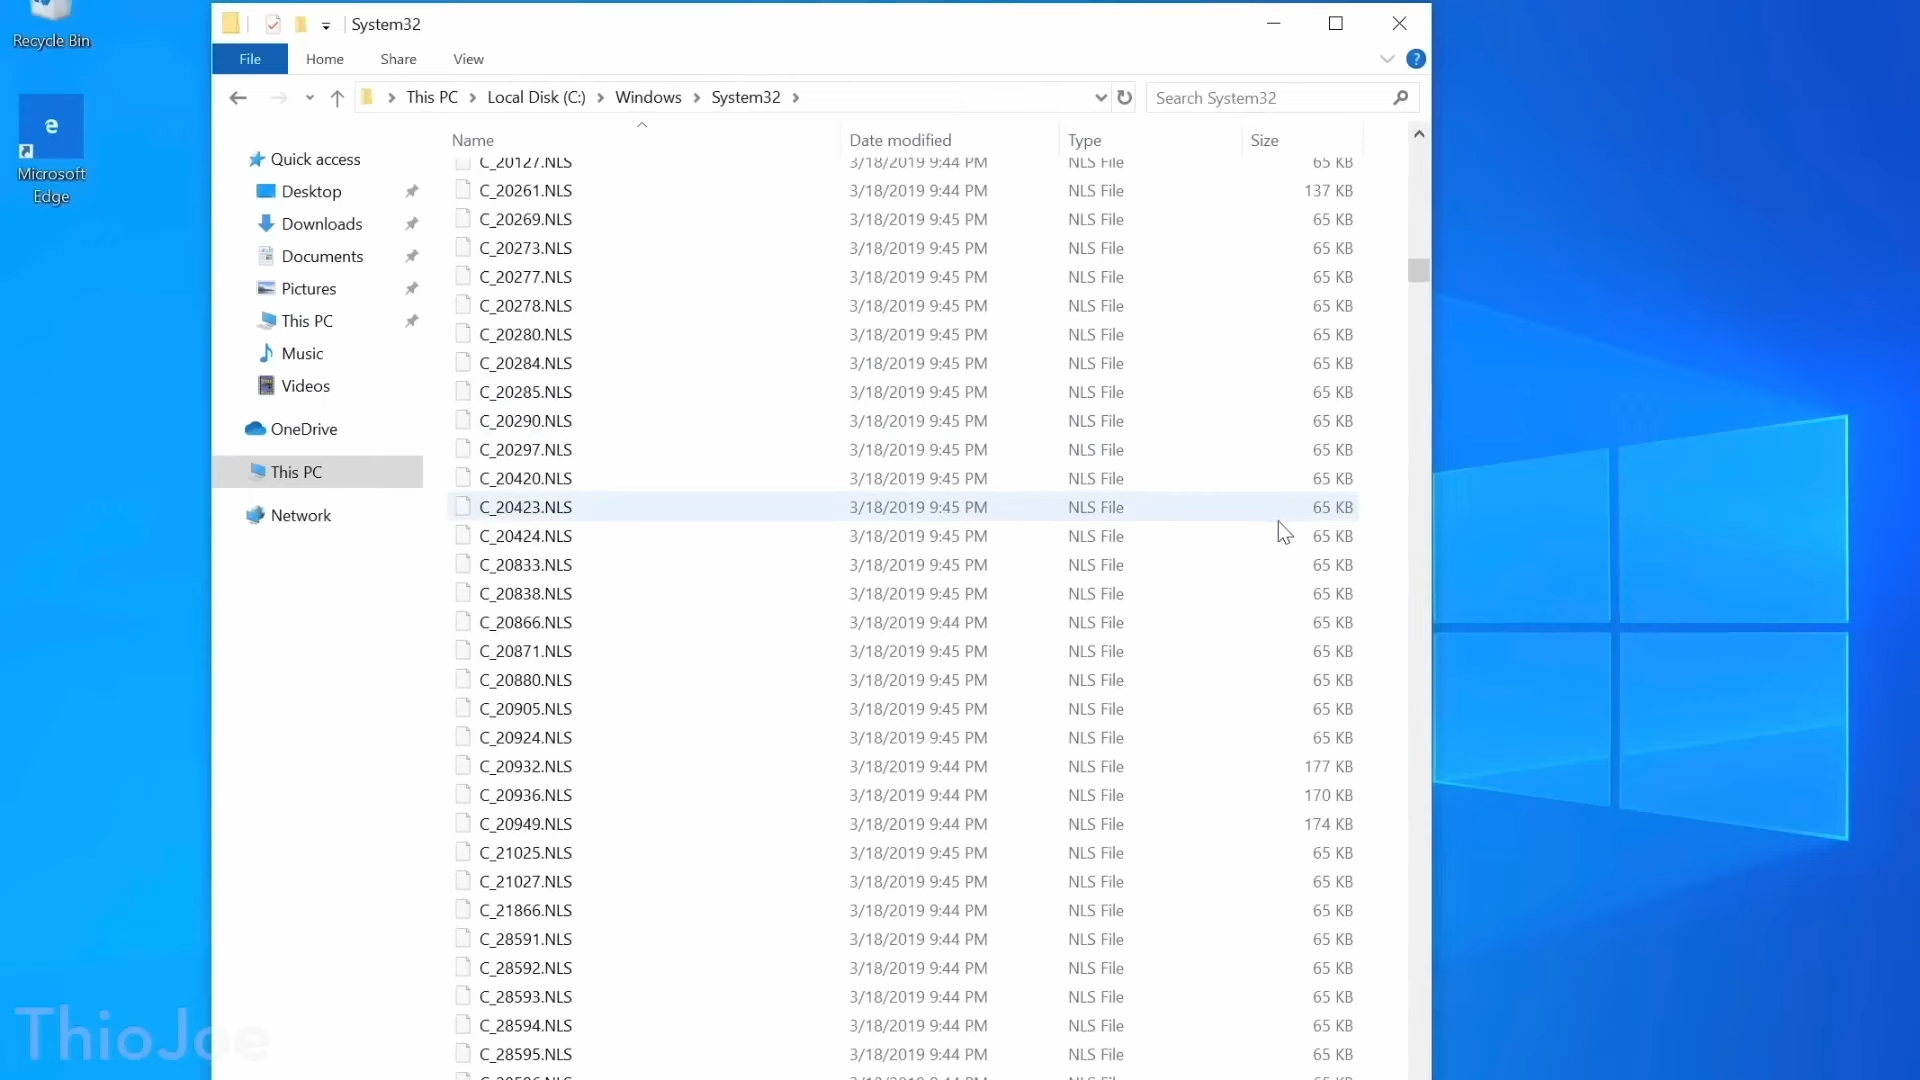 Recycle Bin
Microsoft
Edge
System32
File Home Share View
This PC Local Disk (C:) Windows System32
Search System32
Quick access
Desktop
Downloads
Documents
Pictures
This PC
Music
Videos
OneDrive
This PC
Network
Name Date modified Type Size
C_20127.NLS 3/18/2019 9:44 PM NLS File 65 KB
C_20261.NLS 3/18/2019 9:44 PM NLS File 137 KB
C_20269.NLS 3/18/2019 9:45 PM NLS File 65 KB
C_20273.NLS 3/18/2019 9:45 PM NLS File 65 KB
C_20277.NLS 3/18/2019 9:45 PM NLS File 65 KB
C_20278.NLS 3/18/2019 9:45 PM NLS File 65 KB
C_20280.NLS 3/18/2019 9:45 PM NLS File 65 KB
C_20284.NLS 3/18/2019 9:45 PM NLS File 65 KB
C_20285.NLS 3/18/2019 9:45 PM NLS File 65 KB
C_20290.NLS 3/18/2019 9:45 PM NLS File 65 KB
C_20297.NLS 3/18/2019 9:45 PM NLS File 65 KB
C_20420.NLS 3/18/2019 9:45 PM NLS File 65 KB
C_20423.NLS 3/18/2019 9:45 PM NLS File 65 KB
C_20424.NLS 3/18/2019 9:45 PM NLS File 65 KB
C_20833.NLS 3/18/2019 9:45 PM NLS File 65 KB
C_20838.NLS 3/18/2019 9:45 PM NLS File 65 KB
C_20866.NLS 3/18/2019 9:44 PM NLS File 65 KB
C_20871.NLS 3/18/2019 9:45 PM NLS File 65 KB
C_20880.NLS 3/18/2019 9:45 PM NLS File 65 KB
C_20905.NLS 3/18/2019 9:45 PM NLS File 65 KB
C_20924.NLS 3/18/2019 9:45 PM NLS File 65 KB
C_20932.NLS 3/18/2019 9:44 PM NLS File 177 KB
C_20936.NLS 3/18/2019 9:44 PM NLS File 170 KB
C_20949.NLS 3/18/2019 9:44 PM NLS File 174 KB
C_21025.NLS 3/18/2019 9:45 PM NLS File 65 KB
C_21027.NLS 3/18/2019 9:45 PM NLS File 65 KB
C_21866.NLS 3/18/2019 9:44 PM NLS File 65 KB
C_28591.NLS 3/18/2019 9:44 PM NLS File 65 KB
C_28592.NLS 3/18/2019 9:44 PM NLS File 65 KB
C_28593.NLS 3/18/2019 9:44 PM NLS File 65 KB
C_28594.NLS 3/18/2019 9:44 PM NLS File 65 KB
C_28595.NLS 3/18/2019 9:44 PM NLS File 65 KB
ThioJoe